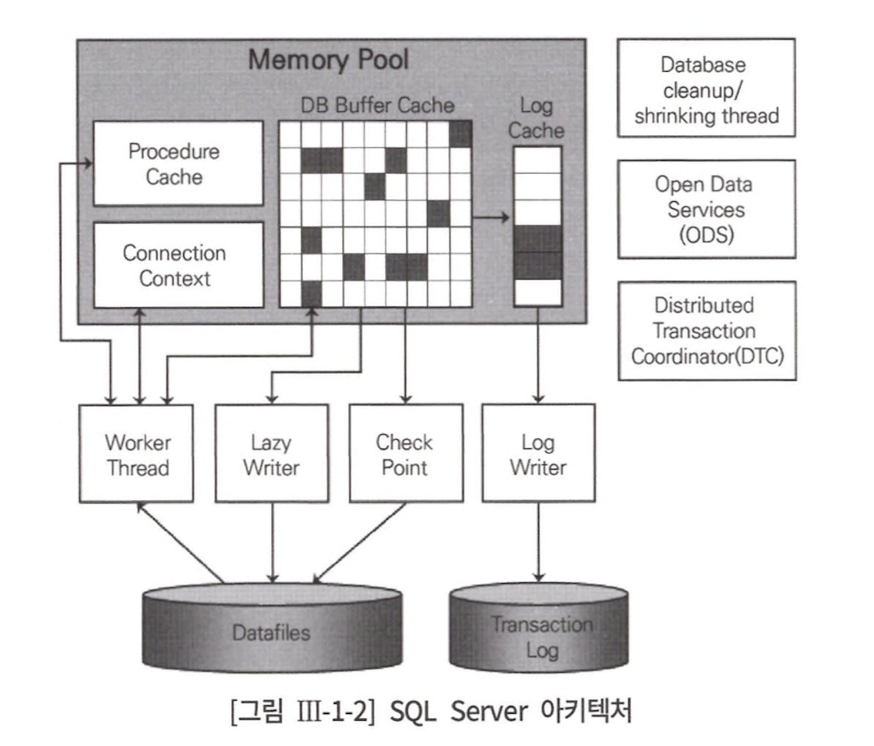 Memory Pool
DB Buffer Cache
Log
Cache
Procedure
Cache
Connection
Context
Database
cleanup/
shrinking thread
Open Data
Services
(ODS)
Distributed
Transaction
Coordinator(DTC)
Worker
Thread
Lazy
Writer
Check
Point
Log
Writer
Datafiles
Transaction
Log
[그림 Ⅲ-1-2] SQL Server 아키텍처